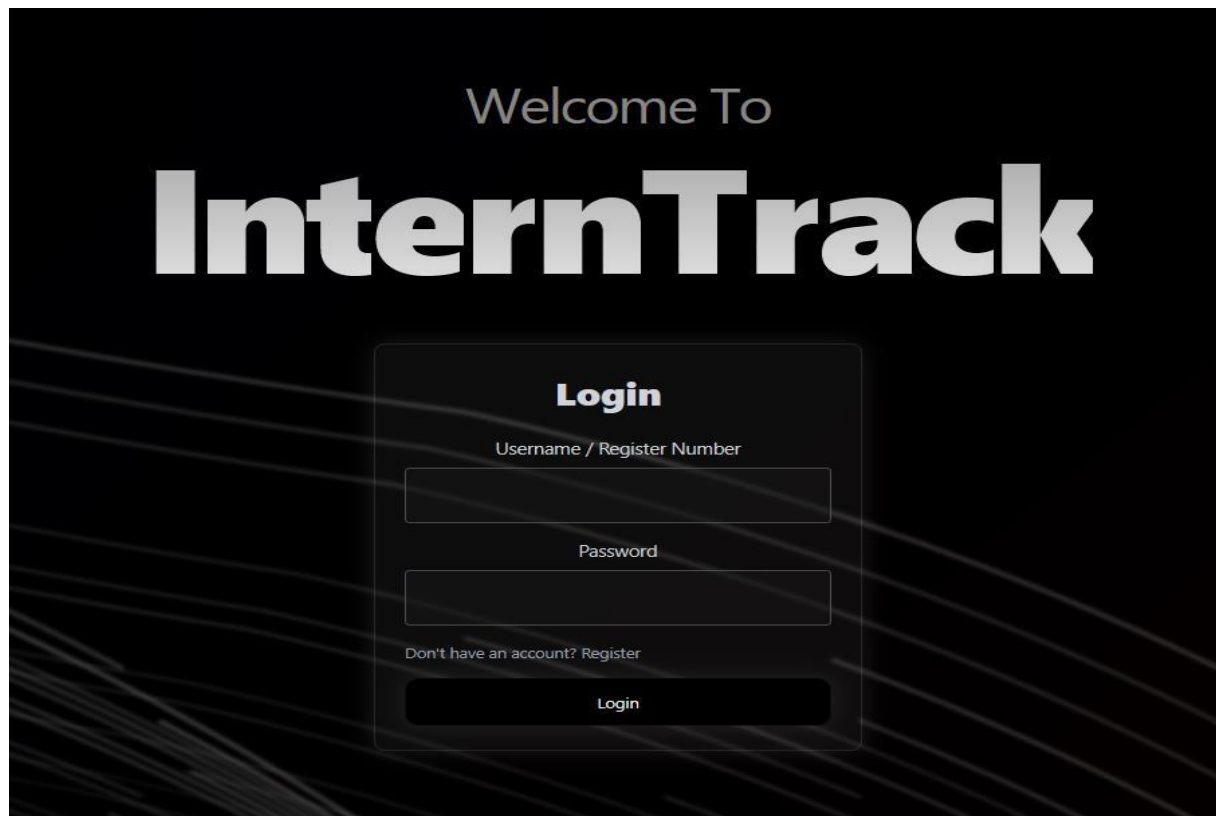 Welcome To
InternTrack
Login
Username / Register Number
Password
Don't have an account? Register
Login